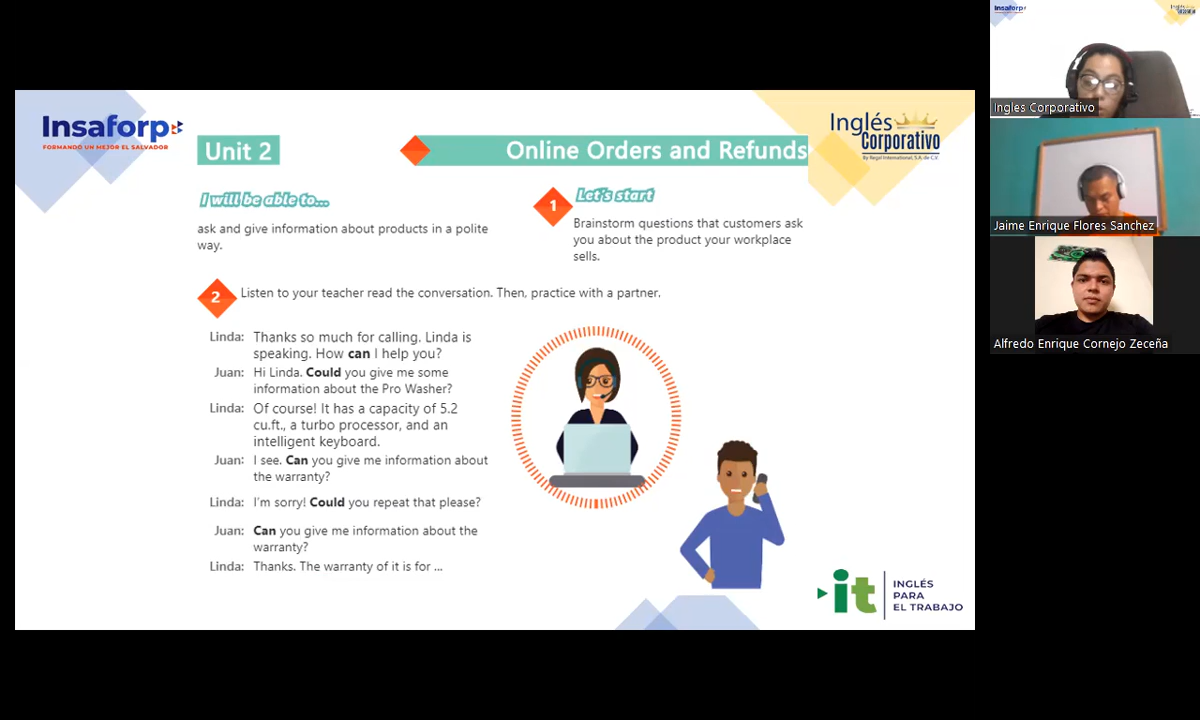 Insaforp
FORMANDO UN MEJOR EL SALVADOR
Unit 2
Online Orders and Refunds
Inglés
Corporativo
By Regal International, S.A. de C.V.
I will be able to...
ask and give information about products in a polite
way.
1
Let's start
Brainstorm questions that customers ask
you about the product your workplace
sells.
2
Listen to your teacher read the conversation. Then, practice with a partner.
Linda: Thanks so much for calling. Linda is
speaking. How can I help you?
Juan: Hi Linda. Could you give me some
information about the Pro Washer?
Linda: Of course! It has a capacity of 5.2
cu.ft., a turbo processor, and an
intelligent keyboard.
Juan: I see. Can you give me information about
the warranty?
Linda: I'm sorry! Could you repeat that please?
Juan: Can you give me information about the
warranty?
Linda: Thanks. The warranty of it is for ...
it
INGLÉS
PARA
EL TRABAJO
Insaforp
Ingles Corporativo
Jaime Enrique Flores Sanchez
Alfredo Enrique Cornejo Zeceña